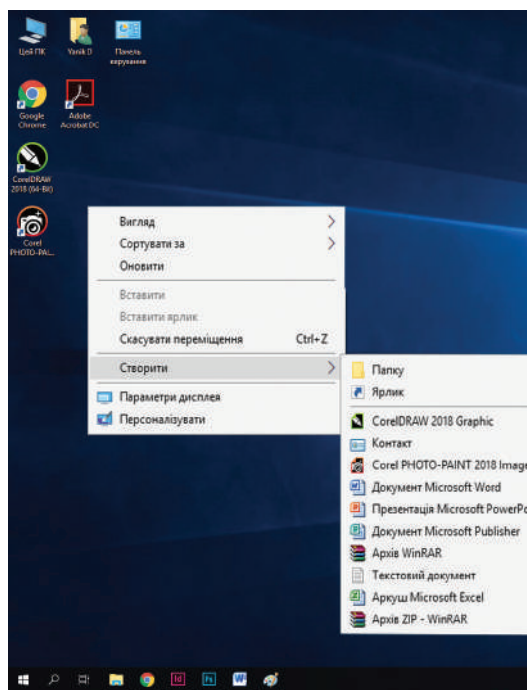 Цей ПК
Yanik D
Панель
керування
Google
Chrome
Adobe
Acrobat DC
CorelDRAW
2018 (64-Bit)
Corel
PHOTO-PAI...
Вигляд
Сортувати за
Оновити
Вставити
Вставити ярлик
Скасувати переміщення Ctrl+Z
Створити
Параметри дисплея
Персоналізувати
Папку
Ярлик
CorelDRAW 2018 Graphic
Контакт
Corel PHOTO-PAINT 2018 Image
Документ Microsoft Word
Презентація Microsoft PowerPo
Документ Microsoft Publisher
Архів WinRAR
Текстовий документ
Аркуш Microsoft Excel
Архів ZIP - WinRAR
Id
Ps
W